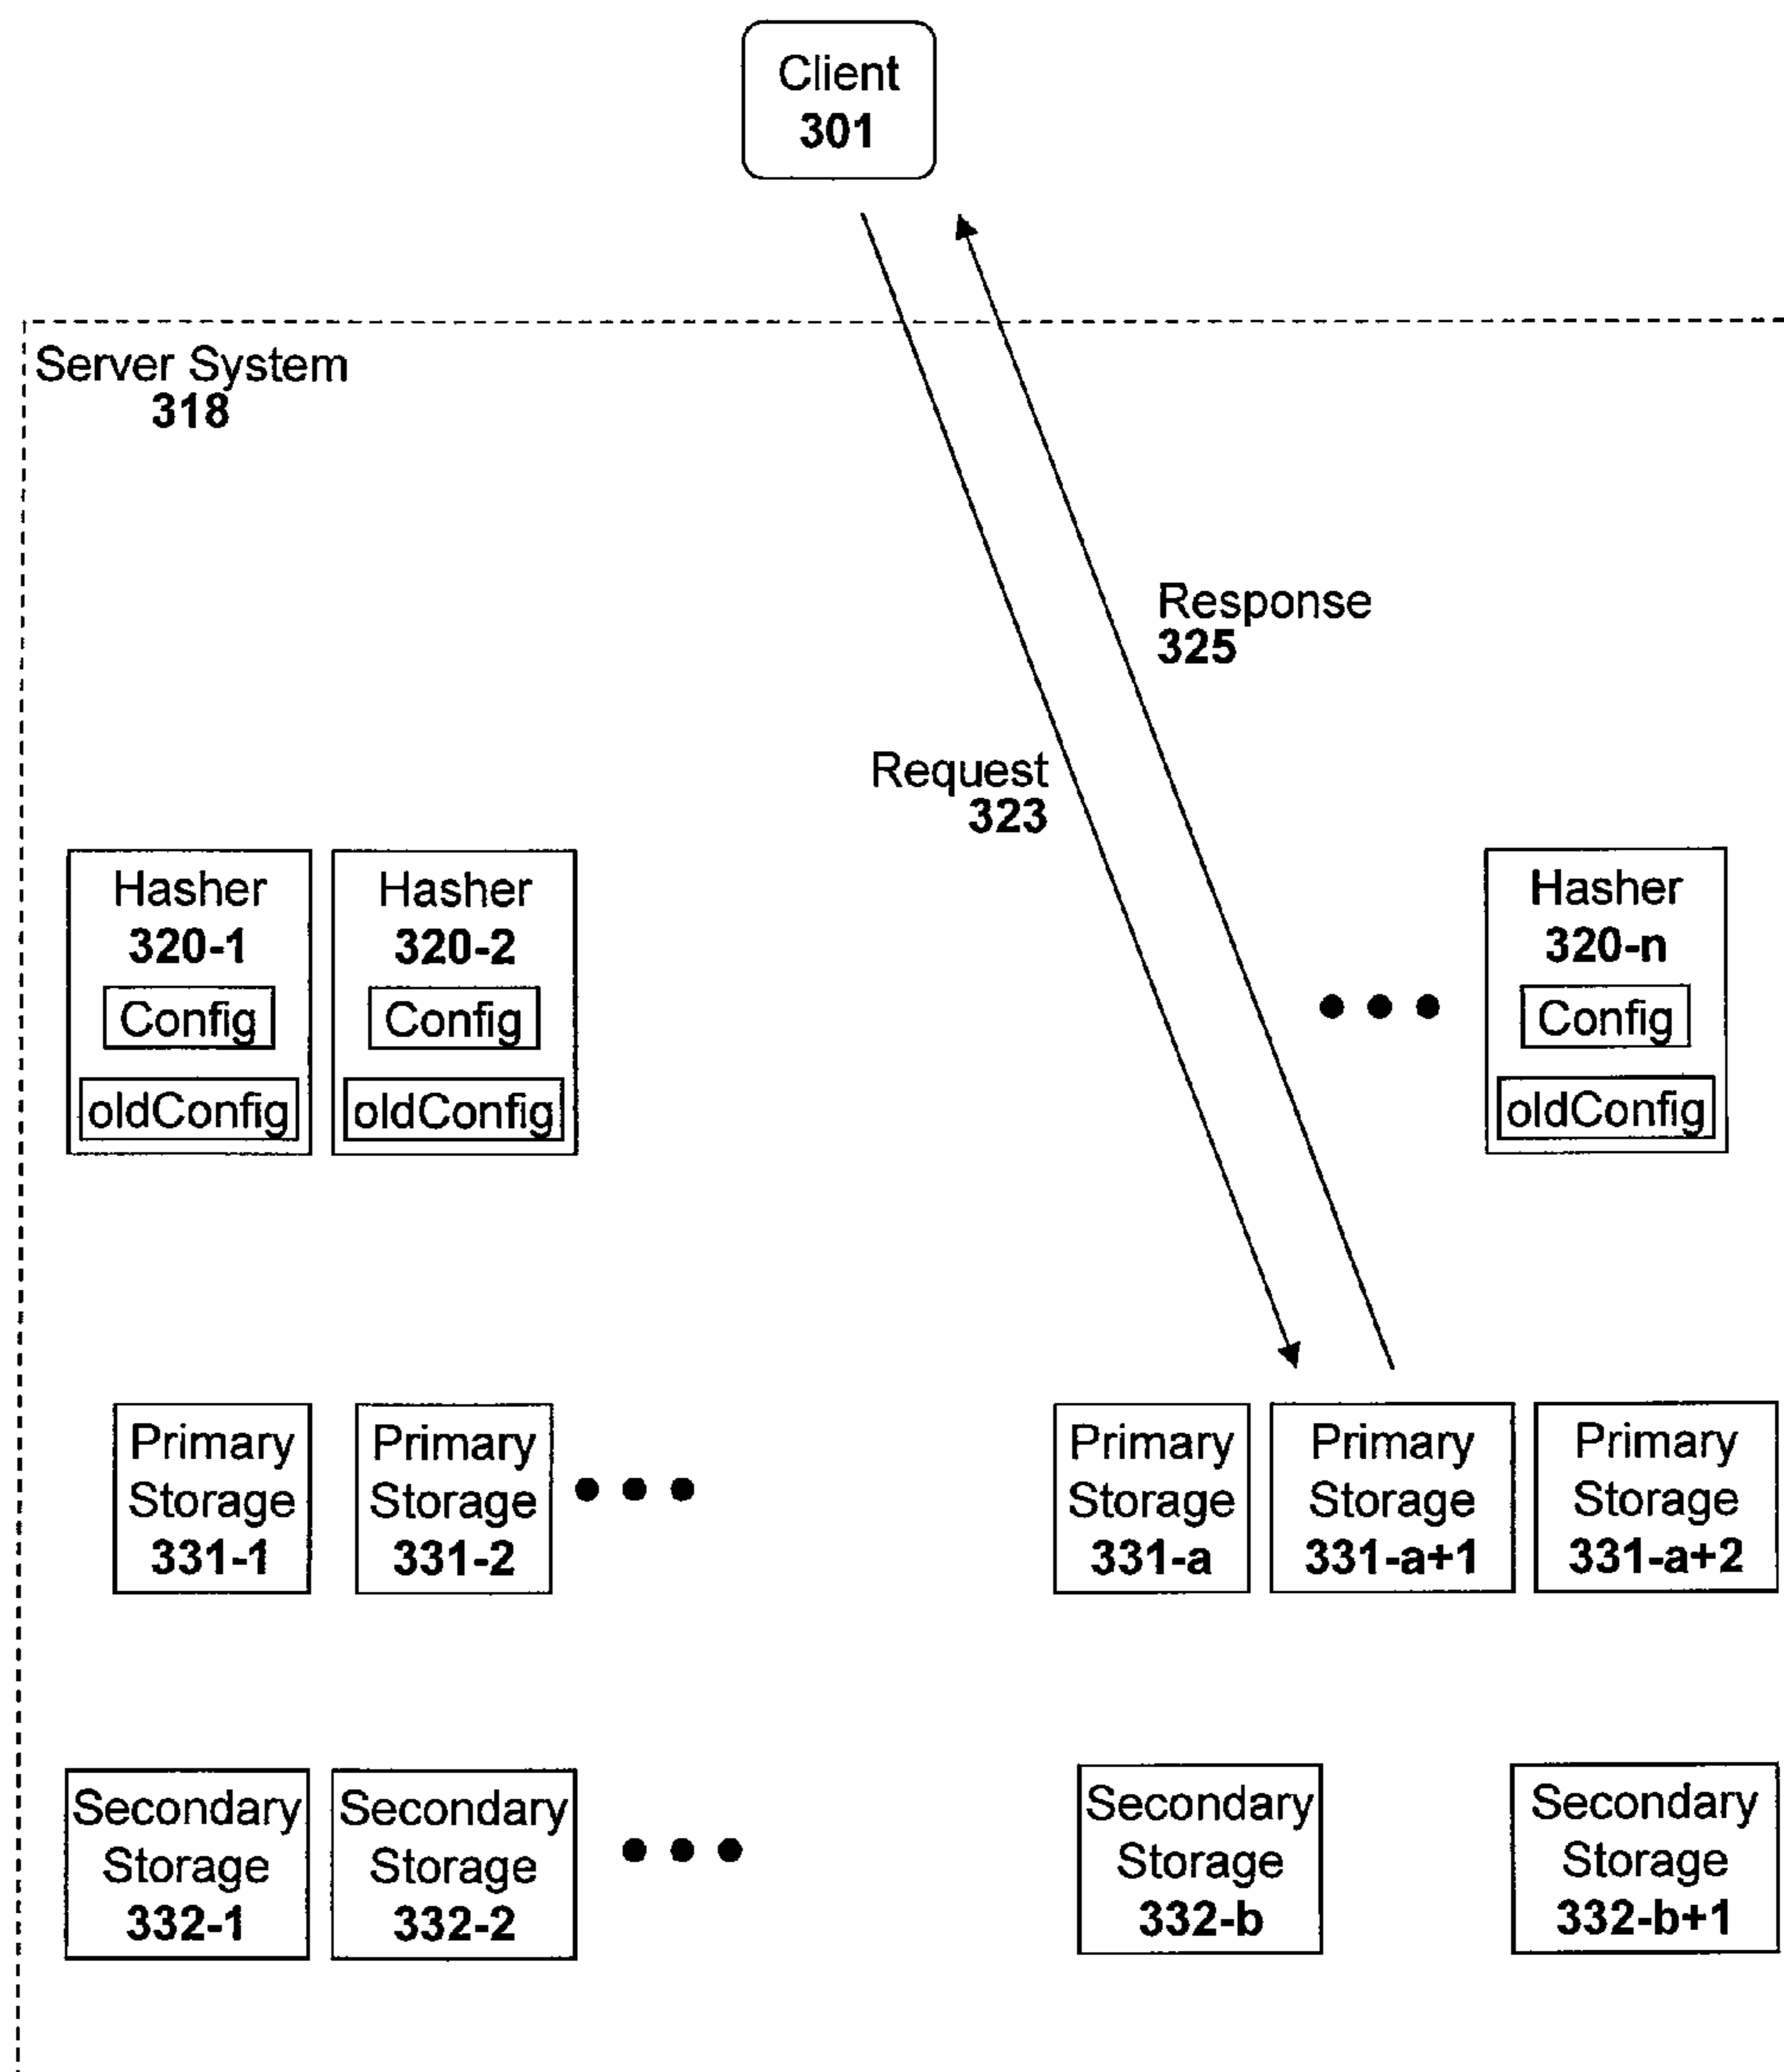 Client
301
Server System
318
Response
325
Request
323
Hasher
320-1
Config
oldConfig
Hasher
320-2
Config
oldConfig
Hasher
320-n
Config
oldConfig
Primary
Storage
331-1
Primary
Storage
331-2
Primary
Storage
331-a
Primary
Storage
331-a+1
Primary
Storage
331-a+2
Secondary
Storage
332-1
Secondary
Storage
332-2
Secondary
Storage
332-b
Secondary
Storage
332-b+1